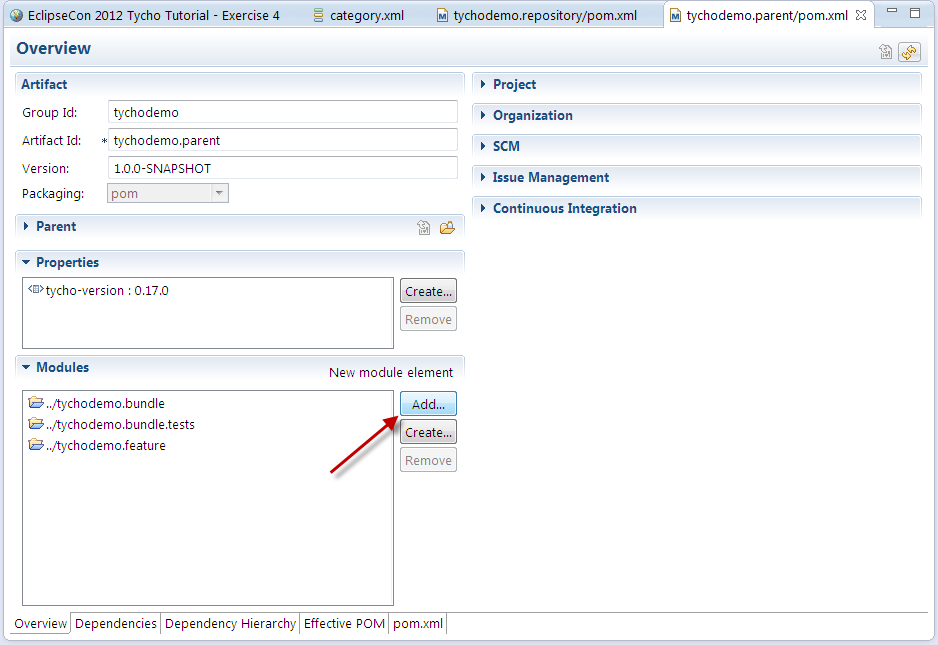 EclipseCon 2012 Tycho Tutorial - Exercise 4
category.xml
tychodemo.repository/pom.xml
tychodemo.parent/pom.xml
Overview
Artifact
Group Id: tychodemo
Artifact Id: * tychodemo.parent
Version: 1.0.0-SNAPSHOT
Packaging: pom
Parent
Properties
tycho-version : 0.17.0
Create...
Remove
Modules
New module element
../tychodemo.bundle
../tychodemo.bundle.tests
../tychodemo.feature
Add...
Create...
Remove
Project
Organization
SCM
Issue Management
Continuous Integration
Overview Dependencies Dependency Hierarchy Effective POM pom.xml